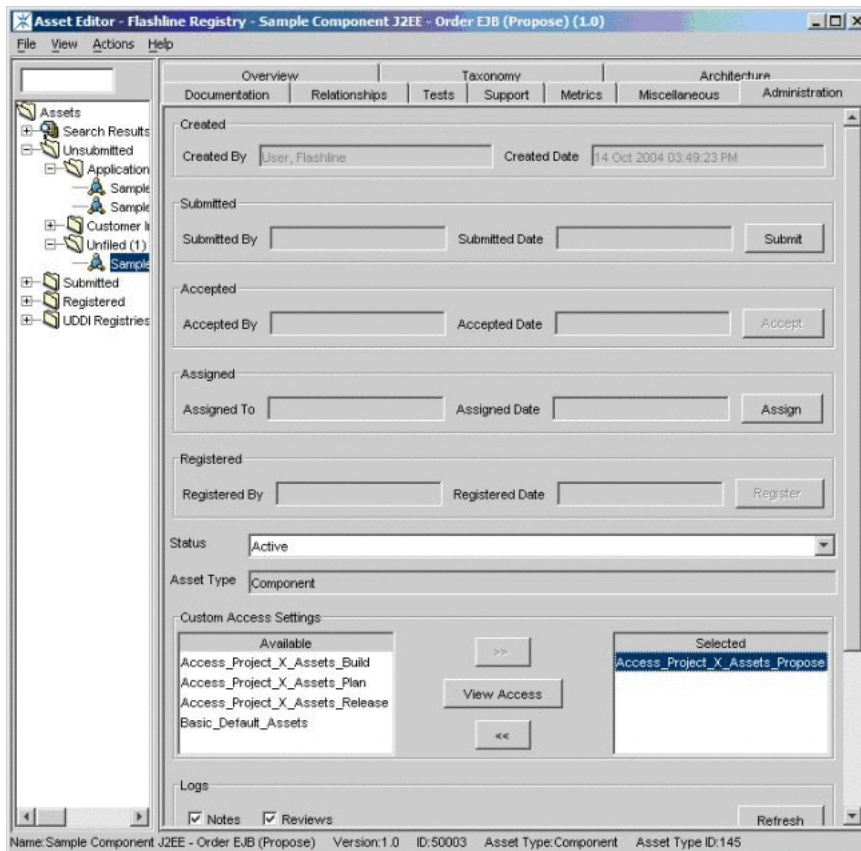 Asset Editor - Flashline Registry - Sample Component J2EE - Order EJB (Propose) (1.0)
File View Actions Help
Overview Taxonomy Architecture
Documentation Relationships Tests Support Metrics Miscellaneous Administration
Assets
Search Results
Unsubmitted
Application
Sample
Sample
Customer
Unfiled (1)
Sample
Submitted
Registered
UDDI Registries
Created
Created By User, Flashline Created Date 14 Oct 2004 03:49:23 PM
Submitted
Submitted By Submitted Date Submit
Accepted
Accepted By Accepted Date Accept
Assigned
Assigned To Assigned Date Assign
Registered
Registered By Registered Date Register
Status Active
Asset Type Component
Custom Access Settings
Available
Access_Project_X_Assets_Build
Access_Project_X_Assets_Plan
Access_Project_X_Assets_Release
Basic_Default_Assets
>>
View Access
<<
Selected
Access_Project_X_Assets_Propose
Logs
Notes Reviews Refresh
Name:Sample Component J2EE - Order EJB (Propose) Version:1.0 ID:50003 Asset Type:Component Asset Type ID:145